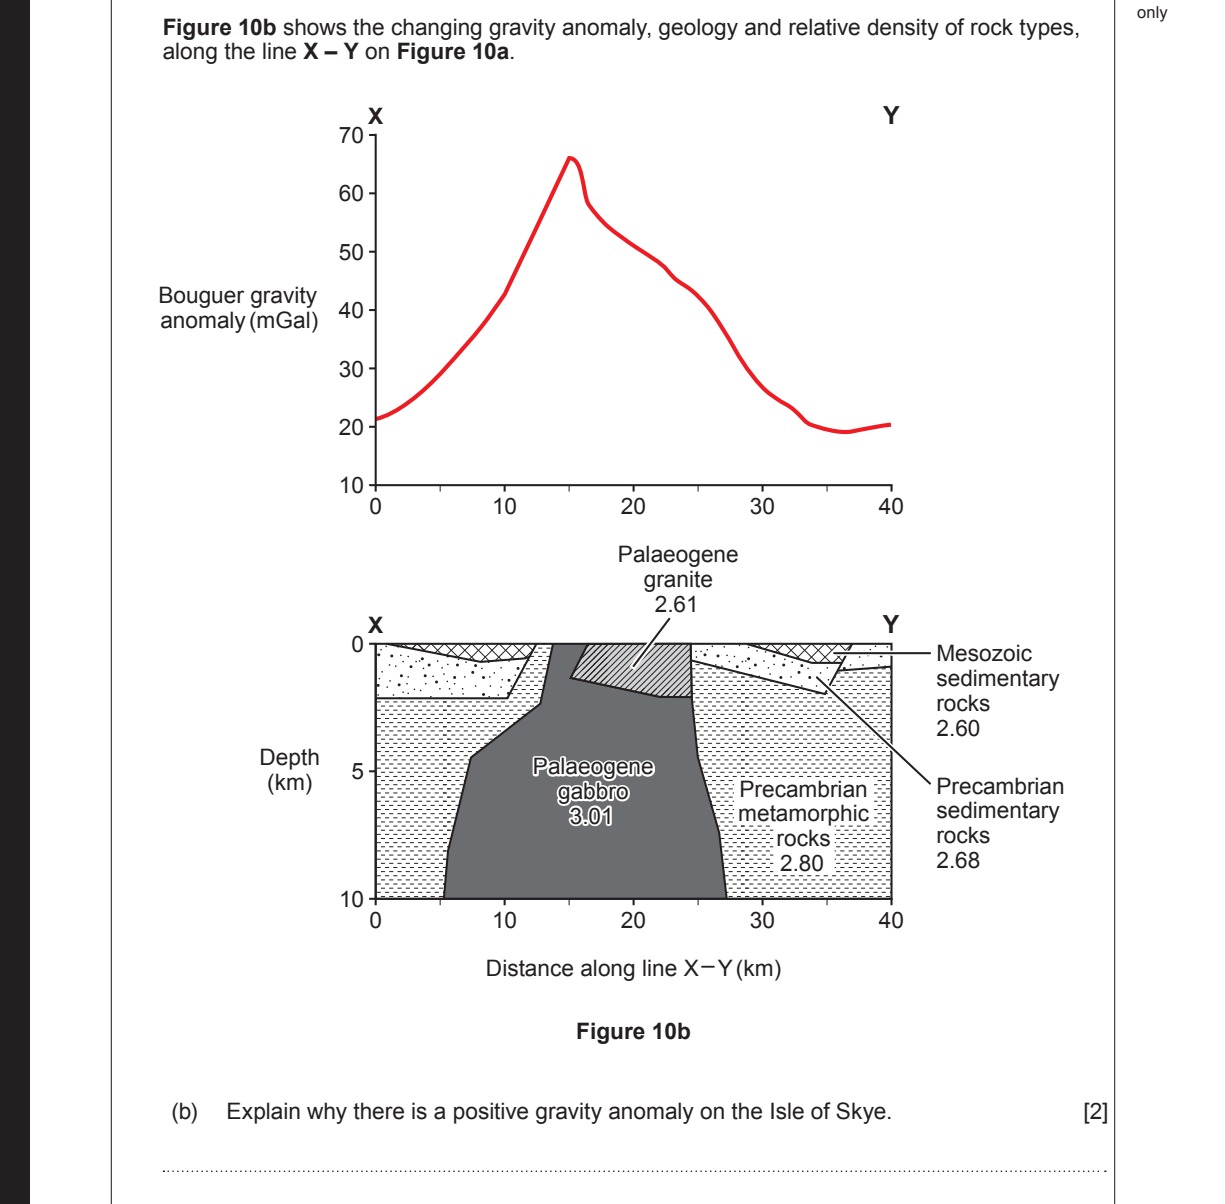 only
Figure 10b shows the changing gravity anomaly, geology and relative density of rock types,
along the line X – Y on Figure 10a.
X
Y
70
60
50
40
30
20
10
Bouguer gravity
anomaly (mGal)
0
10
20
30
40
Palaeogene
granite
2.61
X
Y
0
5
10
Depth
(km)
Palaeogene
gabbro
3.01
Precambrian
metamorphic
rocks
2.80
Mesozoic
sedimentary
rocks
2.60
Precambrian
sedimentary
rocks
2.68
0
10
20
30
40
Distance along line X–Y (km)
Figure 10b
(b) Explain why there is a positive gravity anomaly on the Isle of Skye. [2]